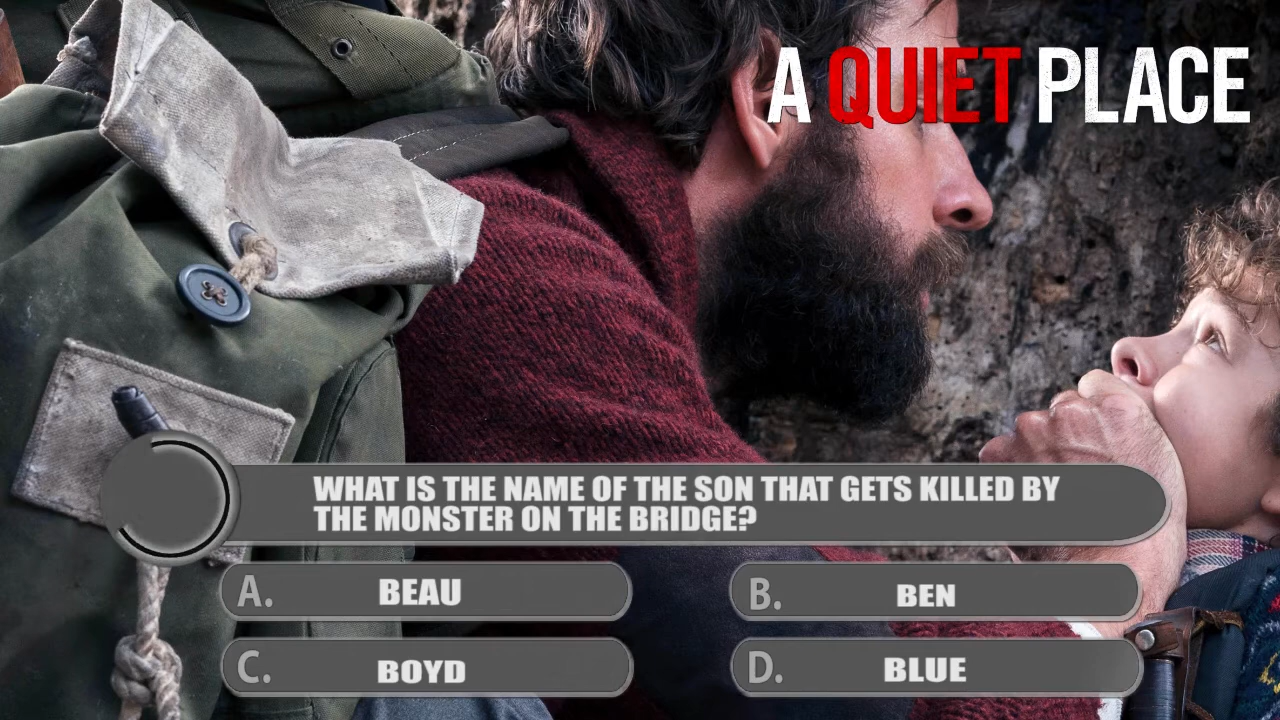 A QUIET PLACE
WHAT IS THE NAME OF THE SON THAT GETS KILLED BY
THE MONSTER ON THE BRIDGE?
A. BEAU
B. BEN
C. BOYD
D. BLUE